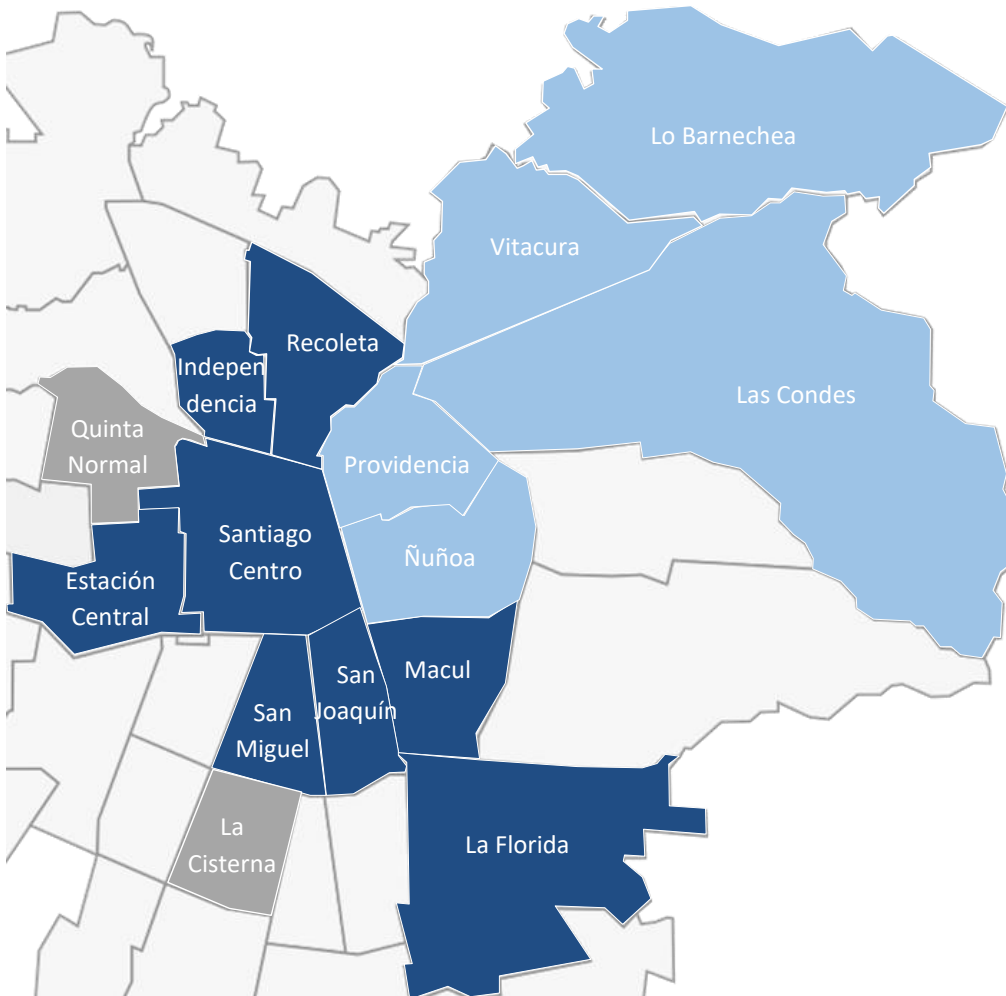 Lo Barnechea
Vitacura
Recoleta
Indepen
dencia
Las Condes
Quinta
Normal
Providencia
Santiago
Centro
Ñuñoa
Estación
Central
Macul
San
Joaquín
San
Miguel
La
Cisterna
La Florida